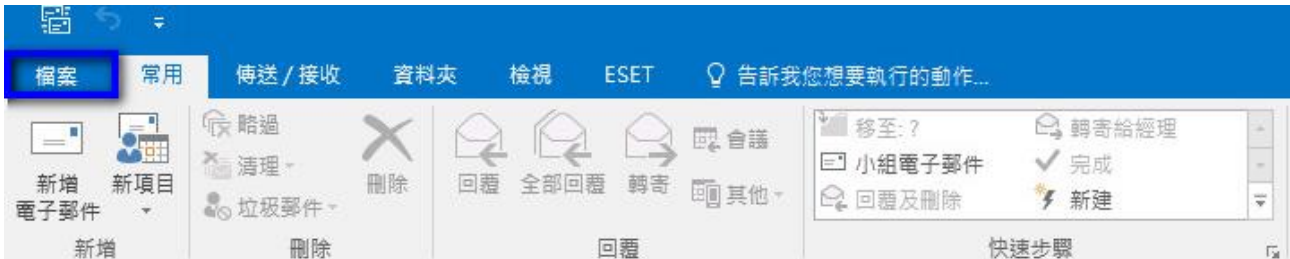 檔案 常用 傳送 / 接收 資料夾 檢視 ESET 告訴我您想要執行的動作...
新增
電子郵件
新項目
略過
清理
垃圾郵件
刪除
回覆 全部回覆 轉寄
會議
其他
移至: ?
小組電子郵件
回覆及刪除
轉寄給經理
完成
新建
新增 刪除 回覆 快速步驟